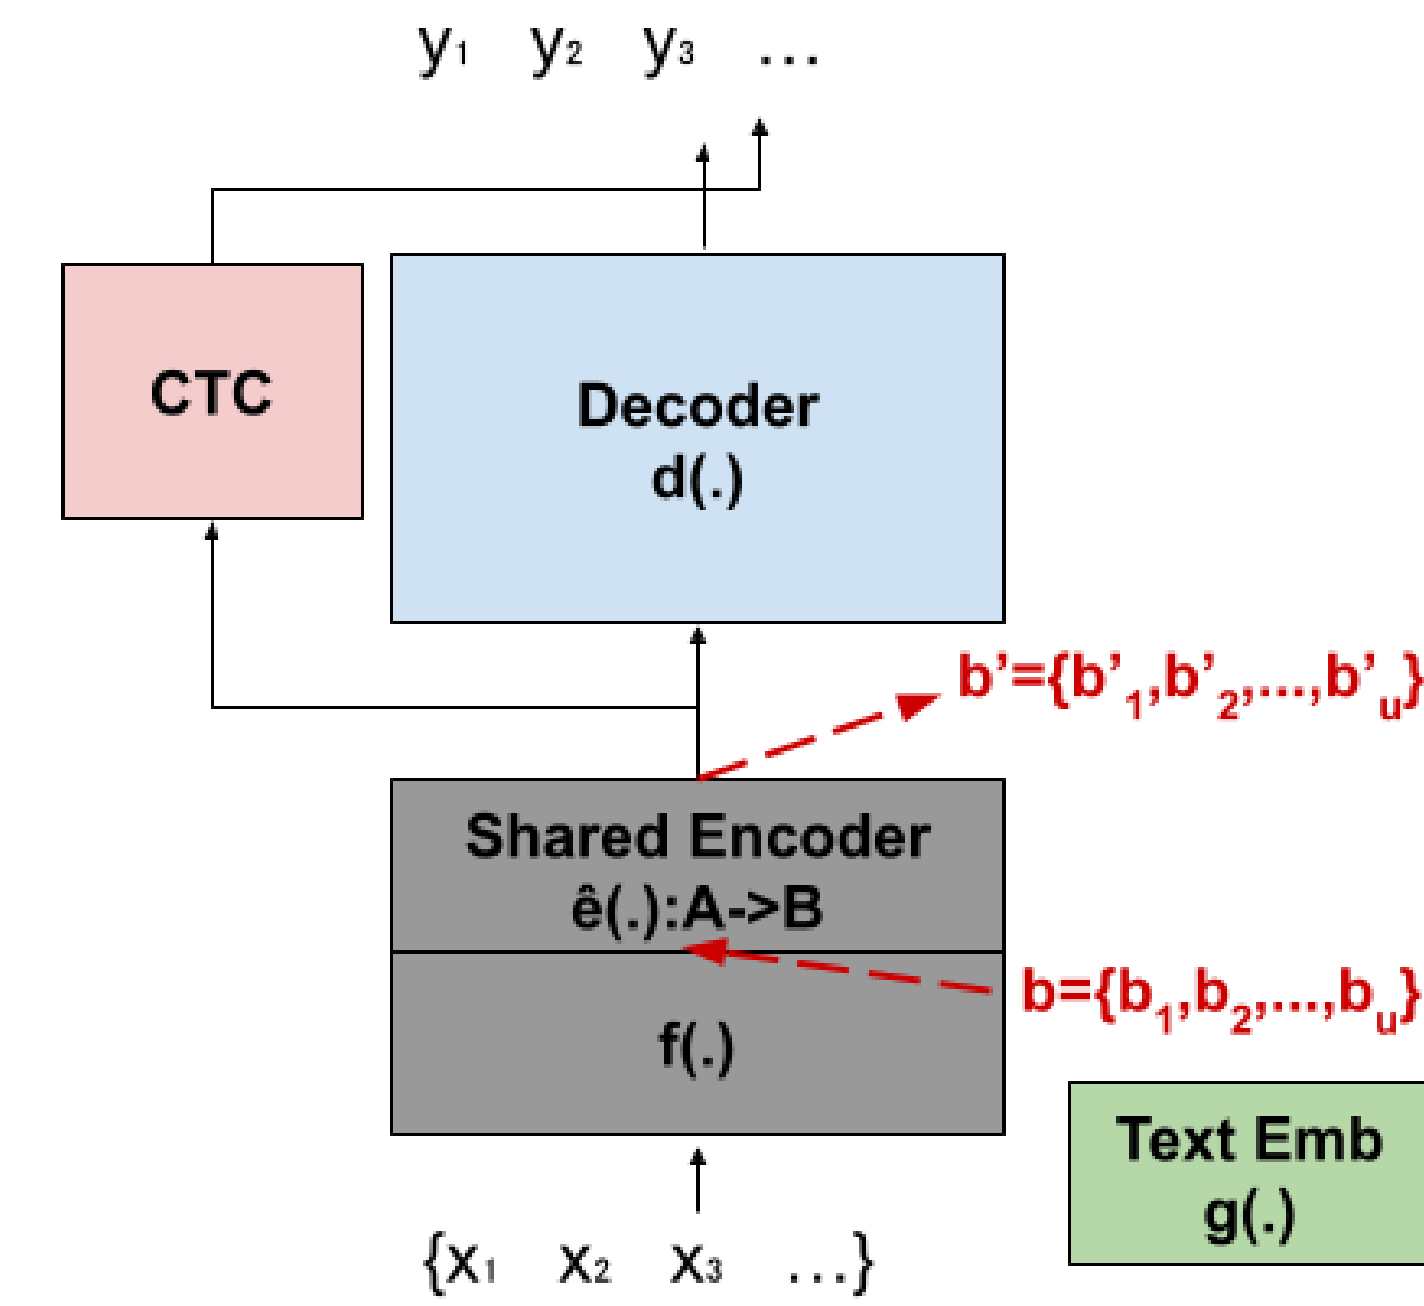 y₁ y₂ y₃ ...
CTC
Decoder
d(.)
b’={b’₁,b’₂,...,b’ᵤ}
Shared Encoder
ê(.):A->B
b={b₁,b₂,...,bᵤ}
f(.)
Text Emb
g(.)
{x₁ x₂ x₃ ...}